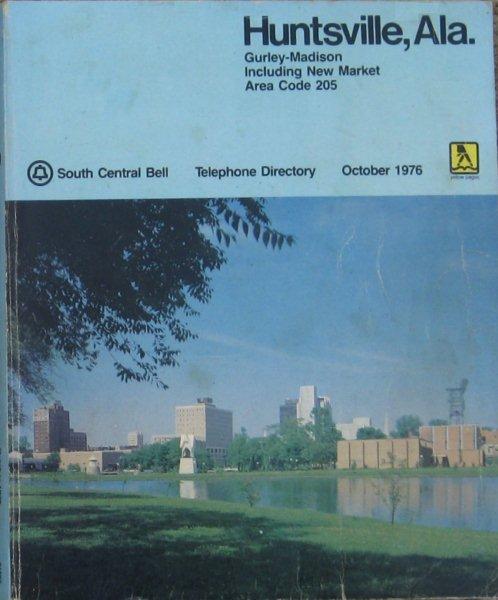 Huntsville, Ala.
Gurley-Madison
Including New Market
Area Code 205
South Central Bell Telephone Directory October 1976
yellow pages